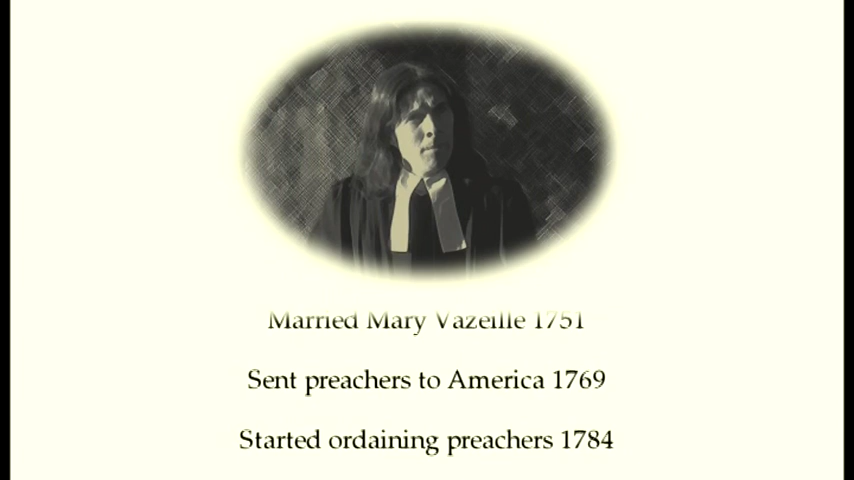 Married Mary Vazeille 1751
Sent preachers to America 1769
Started ordaining preachers 1784